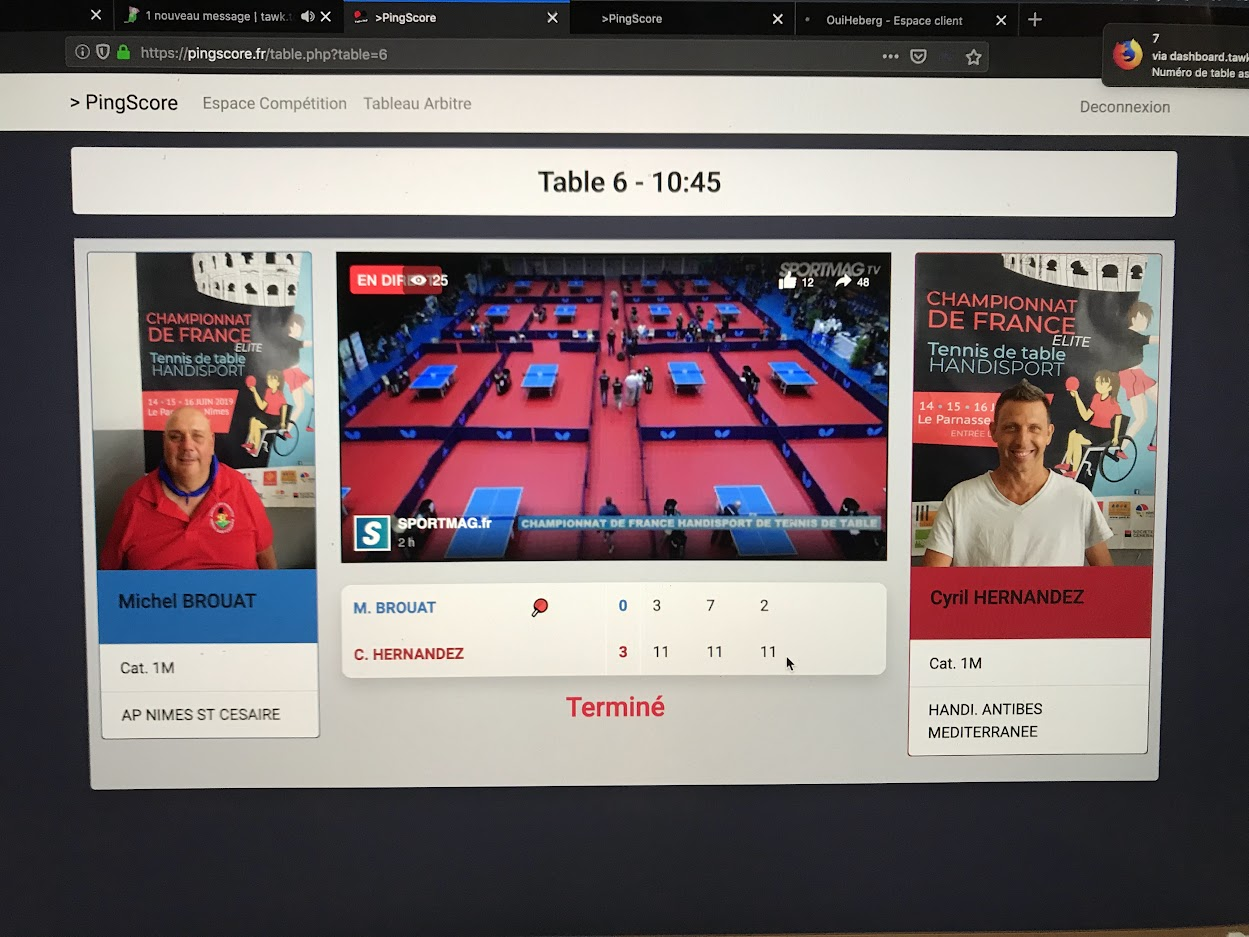 1 nouveau message | tawk.t
>PingScore
>PingScore
OuiHeberg - Espace client
https://pingscore.fr/table.php?table=6
7
via dashboard.tawk
Numéro de table as
> PingScore
Espace Compétition
Tableau Arbitre
Deconnexion
Table 6 - 10:45
CHAMPIONNAT
DE FRANCE
ELITE
Tennis de table
HANDISPORT
14 - 15 - 16 JUIN 2019
Le Parnasse Nîmes
Michel BROUAT
Cat. 1M
AP NIMES ST CESAIRE
EN DIRECT
25
SPORTMAG TV
12
48
SPORTMAG.fr
2 h
CHAMPIONNAT DE FRANCE HANDISPORT DE TENNIS DE TABLE
M. BROUAT 0 3 7 2
C. HERNANDEZ 3 11 11 11
Terminé
CHAMPIONNAT
DE FRANCE
ELITE
Tennis de table
HANDISPORT
14 - 15 - 16 J
Le Parnasse
ENTRÉE
Cyril HERNANDEZ
Cat. 1M
HANDI. ANTIBES
MEDITERRANEE